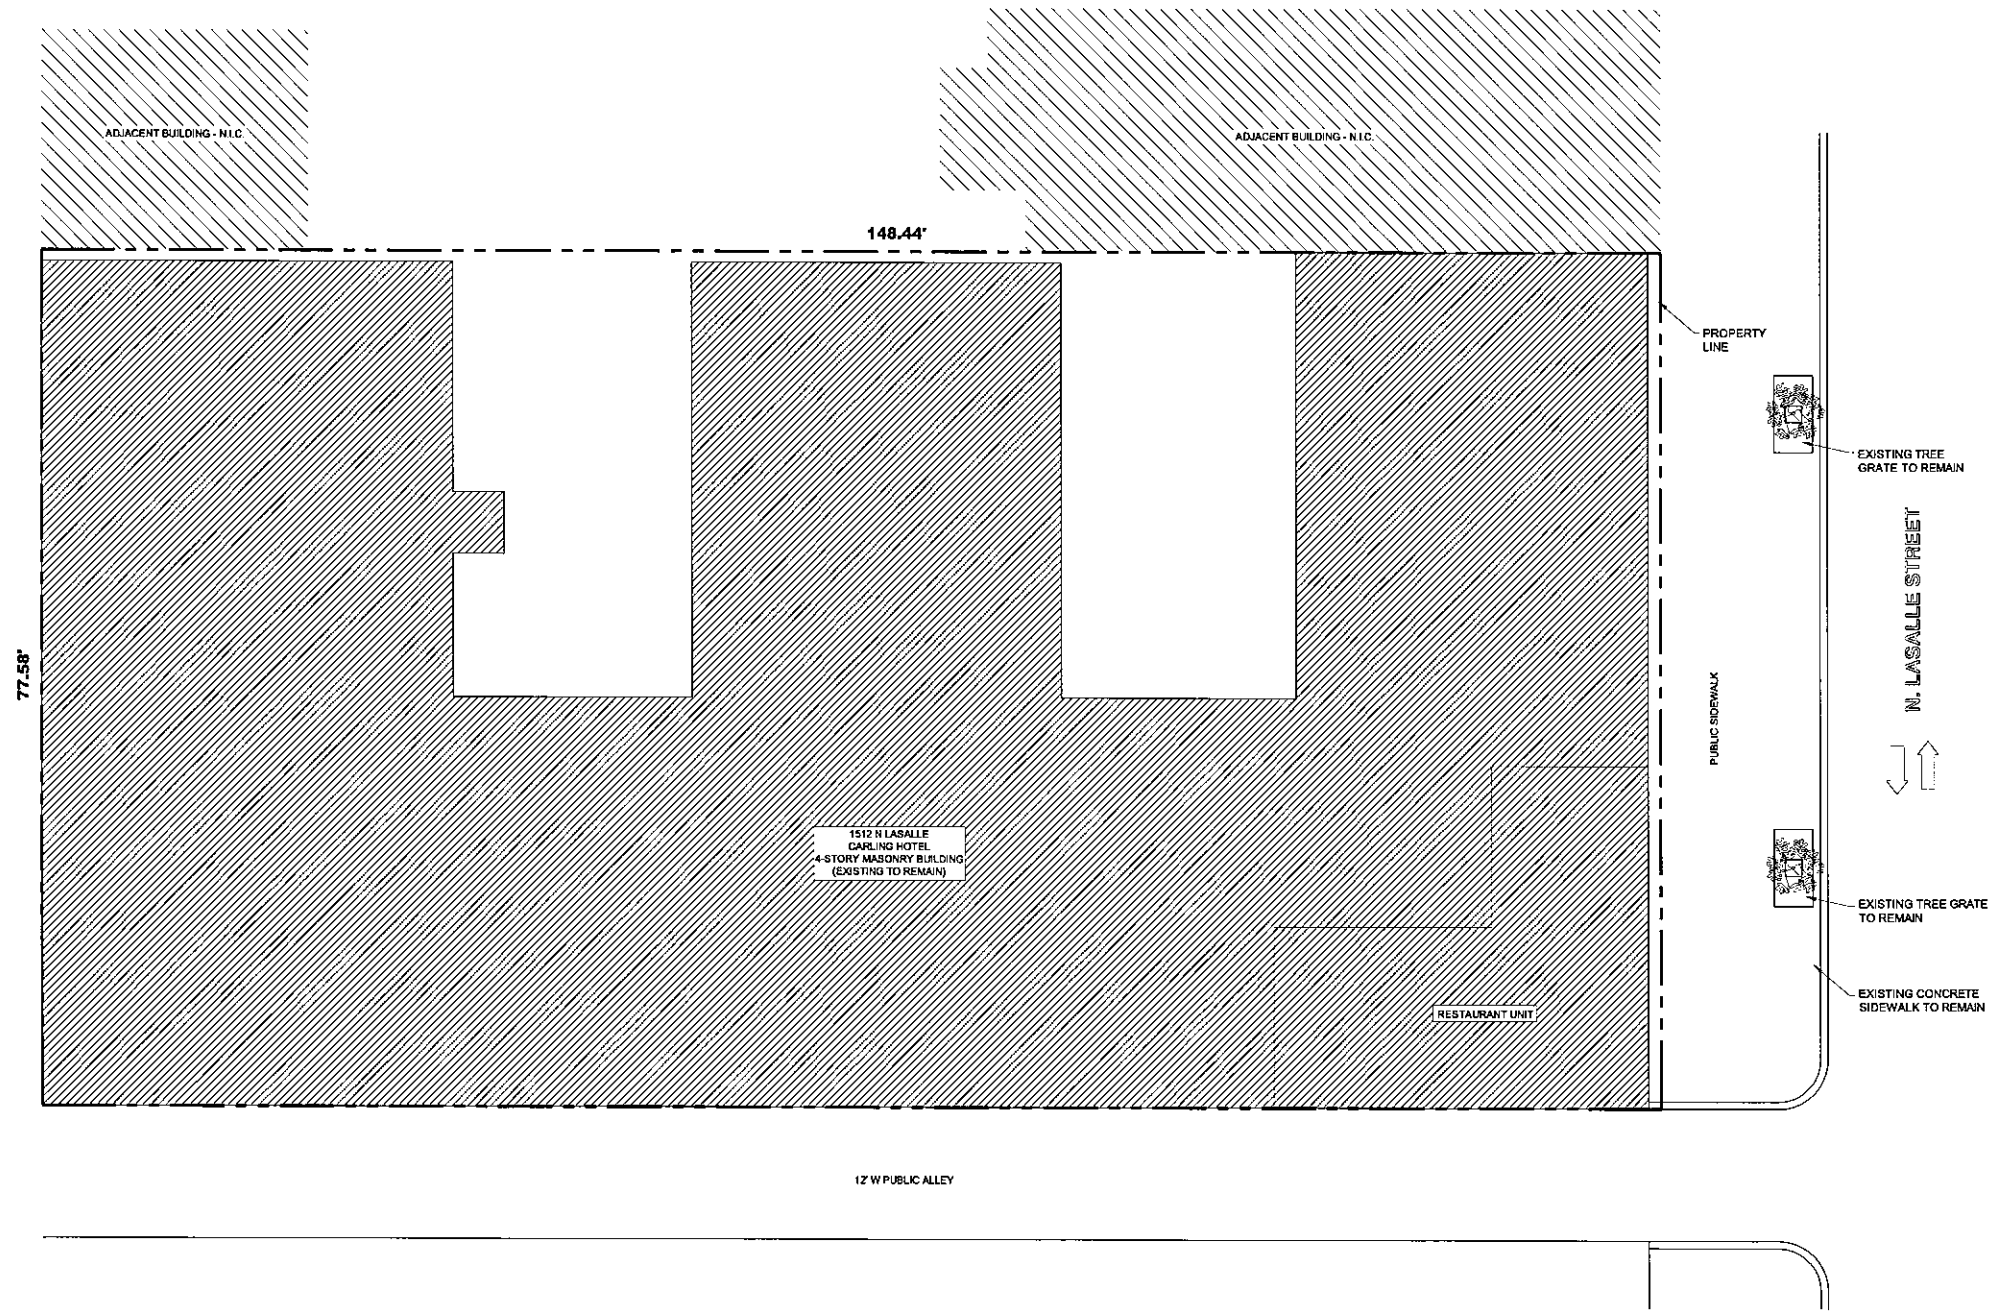 ADJACENT BUILDING - N.I.C.
ADJACENT BUILDING - N.I.C.
148.44'
PROPERTY
LINE
EXISTING TREE
GRATE TO REMAIN
N. LASALLE STREET
77.58'
PUBLIC SIDEWALK
1512 N LASALLE
CARLING HOTEL
4-STORY MASONRY BUILDING
(EXISTING TO REMAIN)
EXISTING TREE GRATE
TO REMAIN
EXISTING CONCRETE
SIDEWALK TO REMAIN
RESTAURANT UNIT
12' W PUBLIC ALLEY